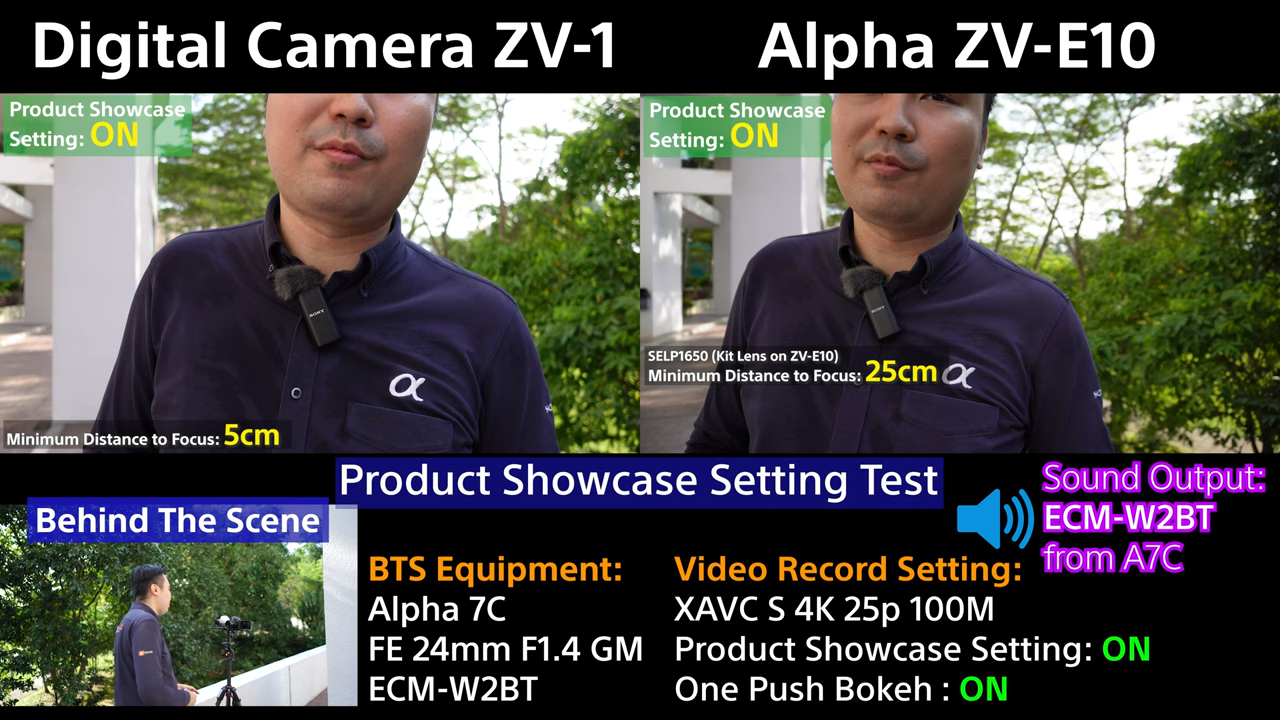 Digital Camera ZV-1
Alpha ZV-E10
Product Showcase
Setting: ON
Product Showcase
Setting: ON
SONY
SONY
α
SELP1650 (Kit Lens on ZV-E10)
Minimum Distance to Focus: 25cm
α
Minimum Distance to Focus: 5cm
Product Showcase Setting Test
Sound Output:
ECM-W2BT
from A7C
Behind The Scene
BTS Equipment:
Alpha 7C
FE 24mm F1.4 GM
ECM-W2BT
Video Record Setting:
XAVC S 4K 25p 100M
Product Showcase Setting: ON
One Push Bokeh : ON